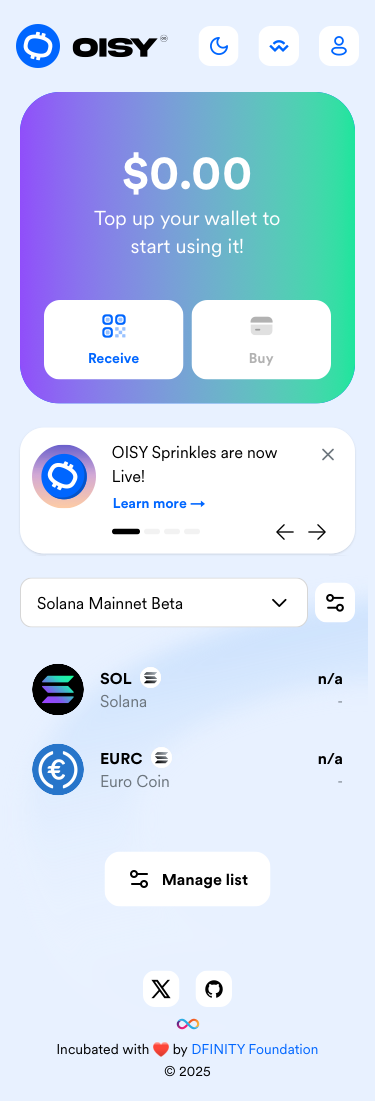 OISY
$0.00
Top up your wallet to
start using it!
Receive
Buy
OISY Sprinkles are now
Live!
Learn more →
Solana Mainnet Beta
SOL
n/a
Solana
-
EURC
n/a
Euro Coin
-
Manage list
Incubated with ❤️ by DFINITY Foundation
© 2025